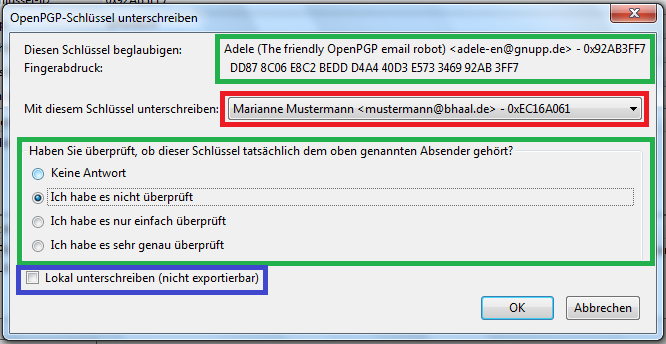 OpenPGP-Schlüssel unterschreiben
Diesen Schlüssel beglaubigen: Adele (The friendly OpenPGP email robot) <adele-en@gnupp.de> - 0x92AB3FF7
Fingerabdruck: DD87 8C06 E8C2 BEDD D4A4 40D3 E573 3469 92AB 3FF7
Mit diesem Schlüssel unterschreiben: Marianne Mustermann <mustermann@bhaal.de> - 0xEC16A061
Haben Sie überprüft, ob dieser Schlüssel tatsächlich dem oben genannten Absender gehört?
Keine Antwort
Ich habe es nicht überprüft
Ich habe es nur einfach überprüft
Ich habe es sehr genau überprüft
Lokal unterschreiben (nicht exportierbar)
OK Abbrechen